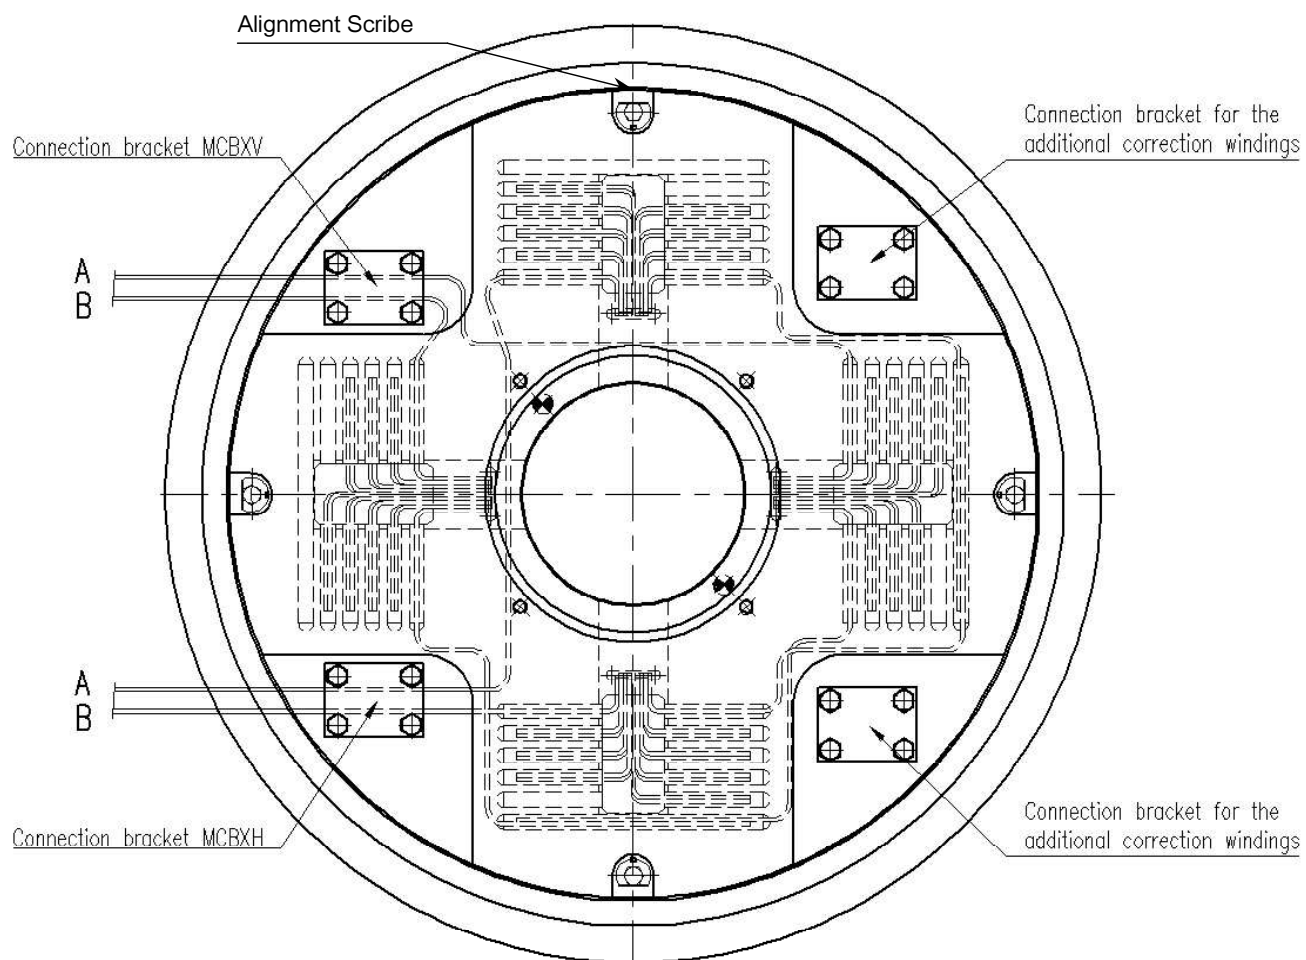 Alignment Scribe
Connection bracket for the
additional correction windings
Connection bracket MCBXV
A
B
A
B
Connection bracket for the
additional correction windings
Connection bracket MCBXH